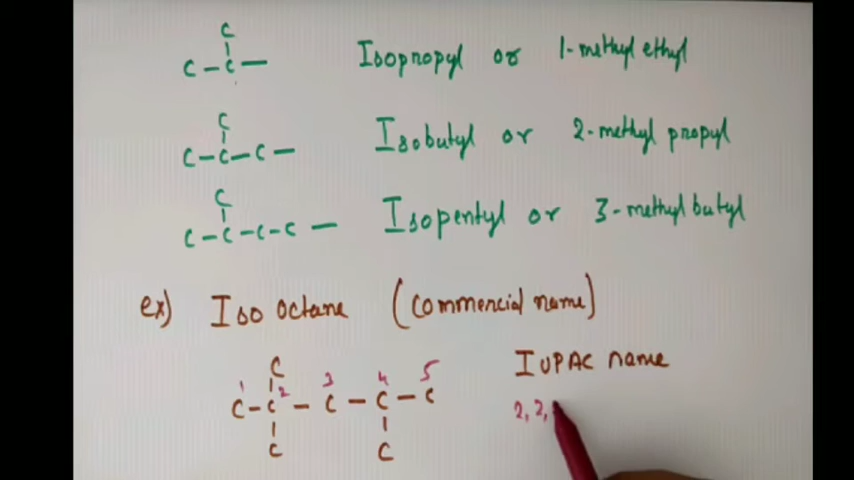 C
C - C - Isopropyl or 1-methyl ethyl
C
C - C - C - Isobutyl or 2-methyl propyl
C
C - C - C - C - Isopentyl or 3-methyl butyl
ex) Iso octane (Commercial name)
C IUPAC name
1 2 3 4 5
C - C - C - C - C 2, 2,
C C